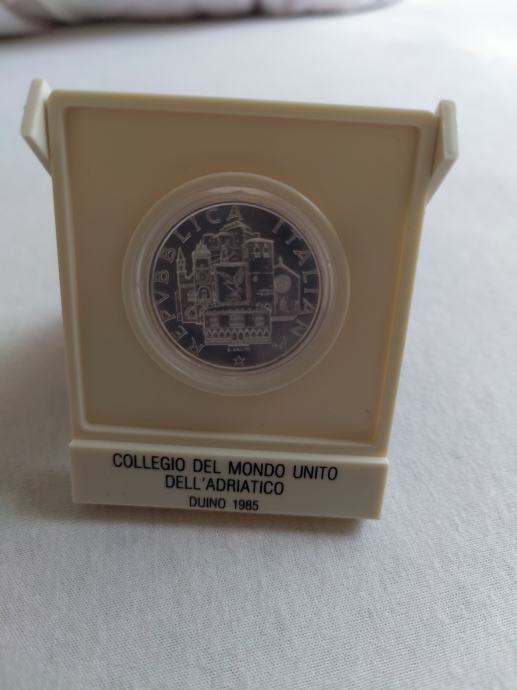 REPVBBLICA ITALIANA
COLLEGIO DEL MONDO UNITO
DELL'ADRIATICO
DUINO 1985